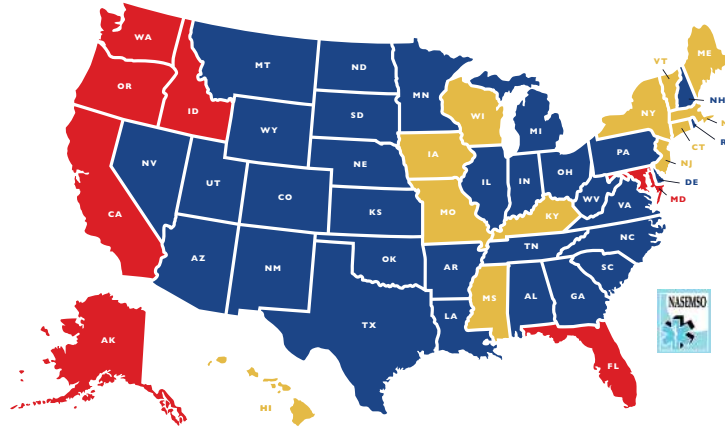 WA
MT
ND
MN
ME
VT
OR
ID
SD
WI
MI
NY
NH
WY
CT
NV
NE
IA
PA
NJ
UT
CO
IL
IN
OH
WV
VA
DE
MD
CA
KS
MO
KY
NC
AZ
NM
OK
AR
TN
SC
MS
AL
GA
TX
LA
NASEMSO
AK
FL
HI